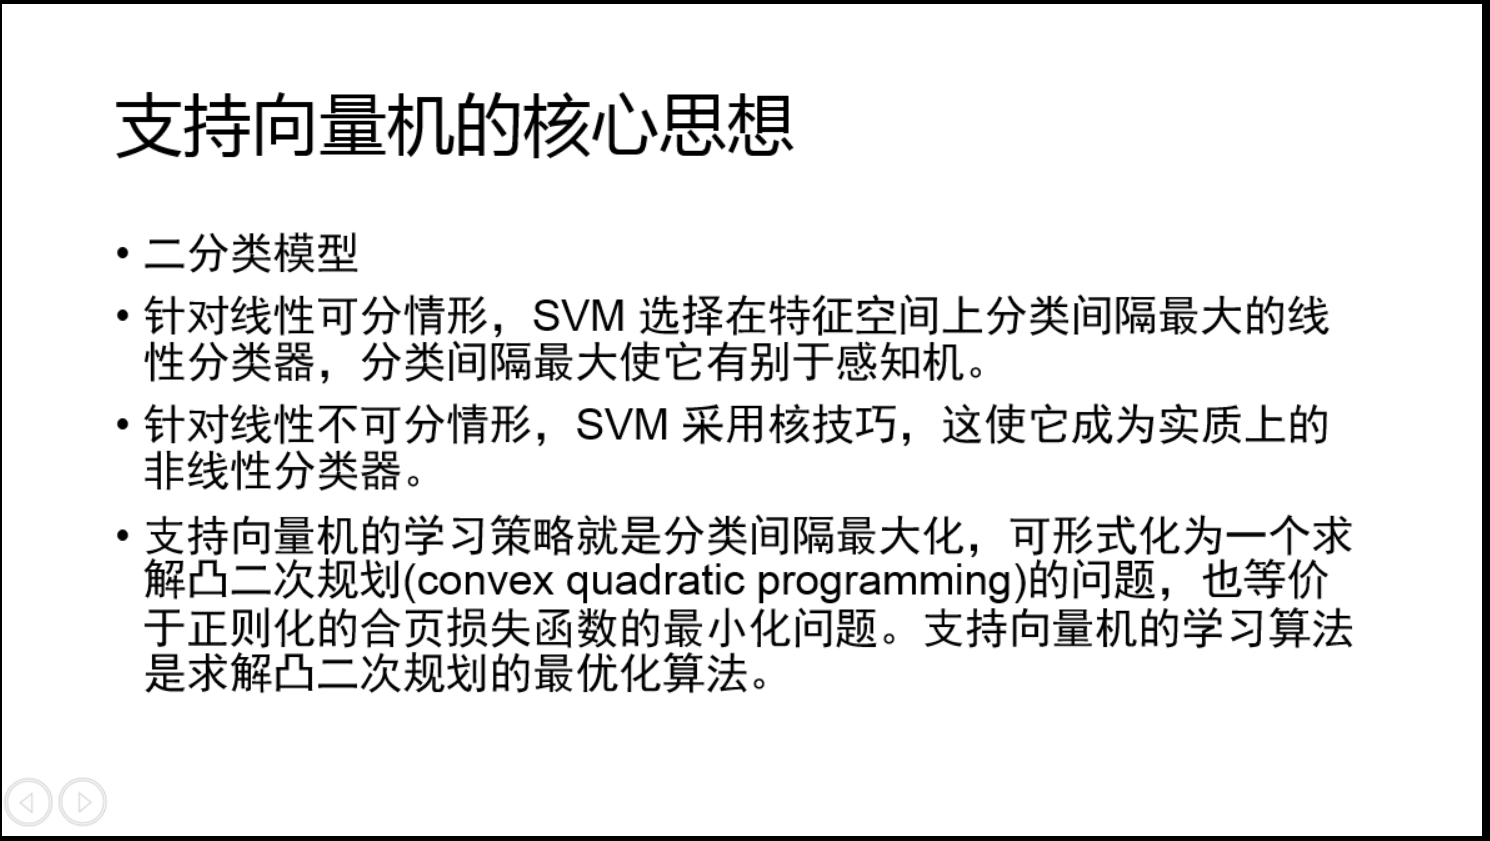 支持向量机的核心思想
• 二分类模型
• 针对线性可分情形，SVM 选择在特征空间上分类间隔最大的线
性分类器，分类间隔最大使它有别于感知机。
• 针对线性不可分情形，SVM 采用核技巧，这使它成为实质上的
非线性分类器。
• 支持向量机的学习策略就是分类间隔最大化，可形式化为一个求
解凸二次规划(convex quadratic programming)的问题，也等价
于正则化的合页损失函数的最小化问题。支持向量机的学习算法
是求解凸二次规划的最优化算法。